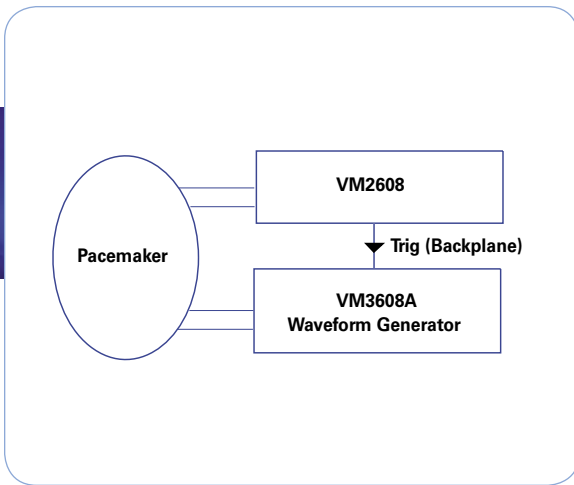 VM2608
Pacemaker
Trig (Backplane)
VM3608A
Waveform Generator